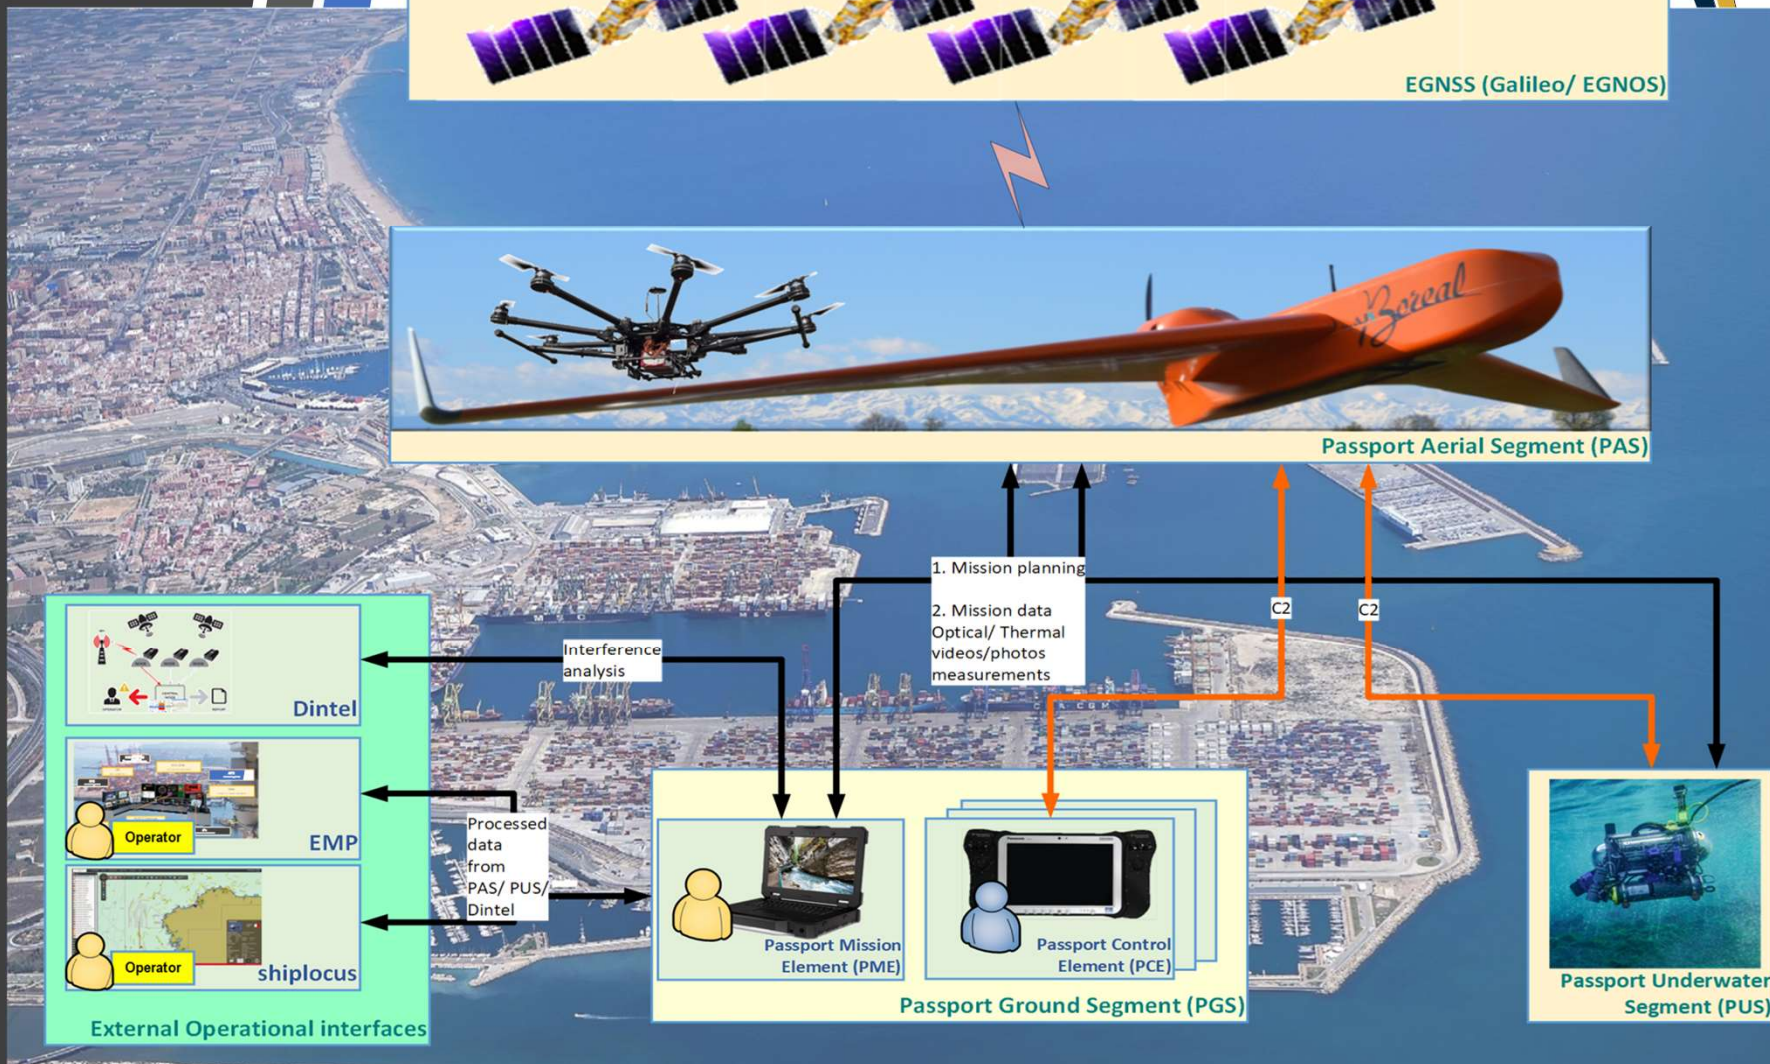 EGNSS (Galileo/ EGNOS)
Boreal
Passport Aerial Segment (PAS)
1. Mission planning
2. Mission data
Optical/ Thermal
videos/photos
measurements
C2
C2
Interference
analysis
Dintel
Operator
EMP
Processed
data
from
PAS/ PUS/
Dintel
Operator
shiplocus
External Operational interfaces
Passport Mission
Element (PME)
Passport Control
Element (PCE)
Passport Ground Segment (PGS)
Passport Underwater
Segment (PUS)